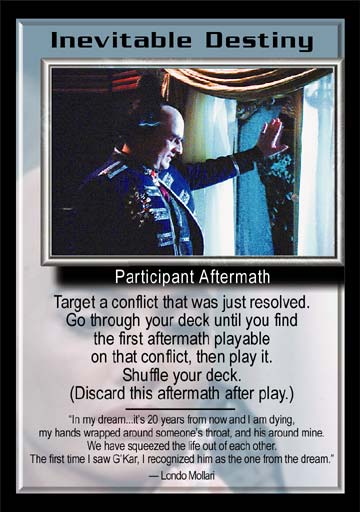 Inevitable Destiny
Participant Aftermath
Target a conflict that was just resolved.
Go through your deck until you find
the first aftermath playable
on that conflict, then play it.
Shuffle your deck.
(Discard this aftermath after play.)
"In my dream...it's 20 years from now and I am dying,
my hands wrapped around someone's throat, and his around mine.
We have squeezed the life out of each other.
The first time I saw G'Kar, I recognized him as the one from the dream."
— Londo Mollari